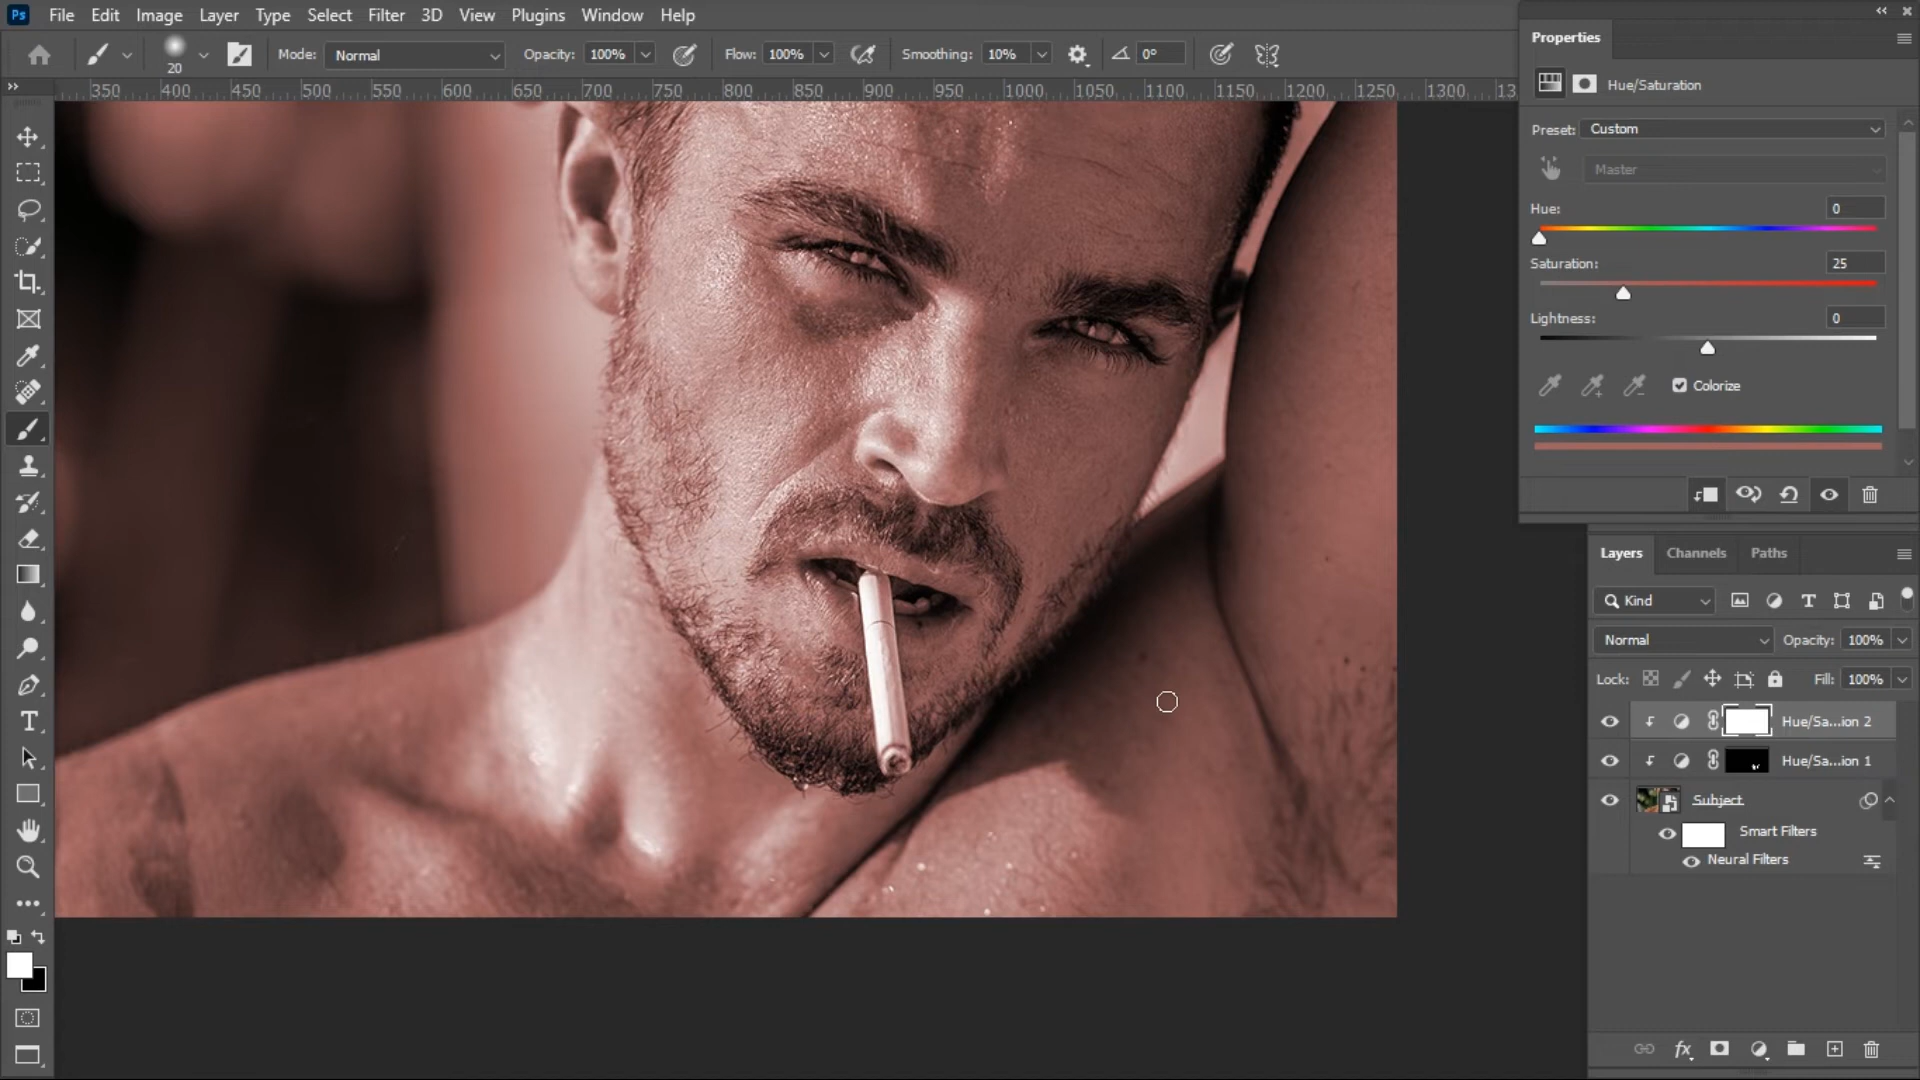 Ps File Edit Image Layer Type Select Filter 3D View Plugins Window Help
20 Mode: Normal Opacity: 100% Flow: 100% Smoothing: 10% 0°
350 400 450 500 550 600 650 700 750 800 850 900 950 1000 1050 1100 1150 1200 1250 1300 13
Properties
Hue/Saturation
Preset: Custom
Master
Hue: 0
Saturation: 25
Lightness: 0
Colorize
Layers Channels Paths
Kind T
Normal Opacity: 100%
Lock: Fill: 100%
Hue/Sa...ion 2
Hue/Sa...ion 1
Subject
Smart Filters
Neural Filters
T
fx